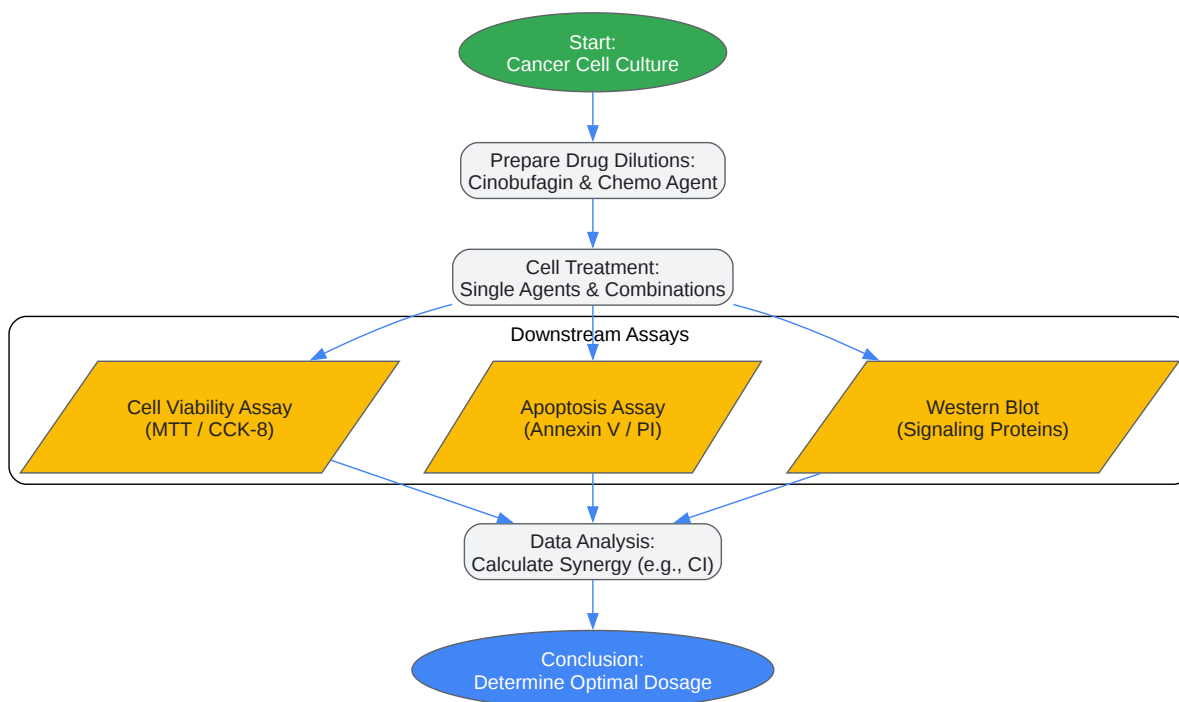 Start:
Cancer Cell Culture
Prepare Drug Dilutions:
Cinobufagin & Chemo Agent
Cell Treatment:
Single Agents & Combinations
Downstream Assays
Cell Viability Assay
(MTT / CCK-8)
Apoptosis Assay
(Annexin V / PI)
Western Blot
(Signaling Proteins)
Data Analysis:
Calculate Synergy (e.g., CI)
Conclusion:
Determine Optimal Dosage